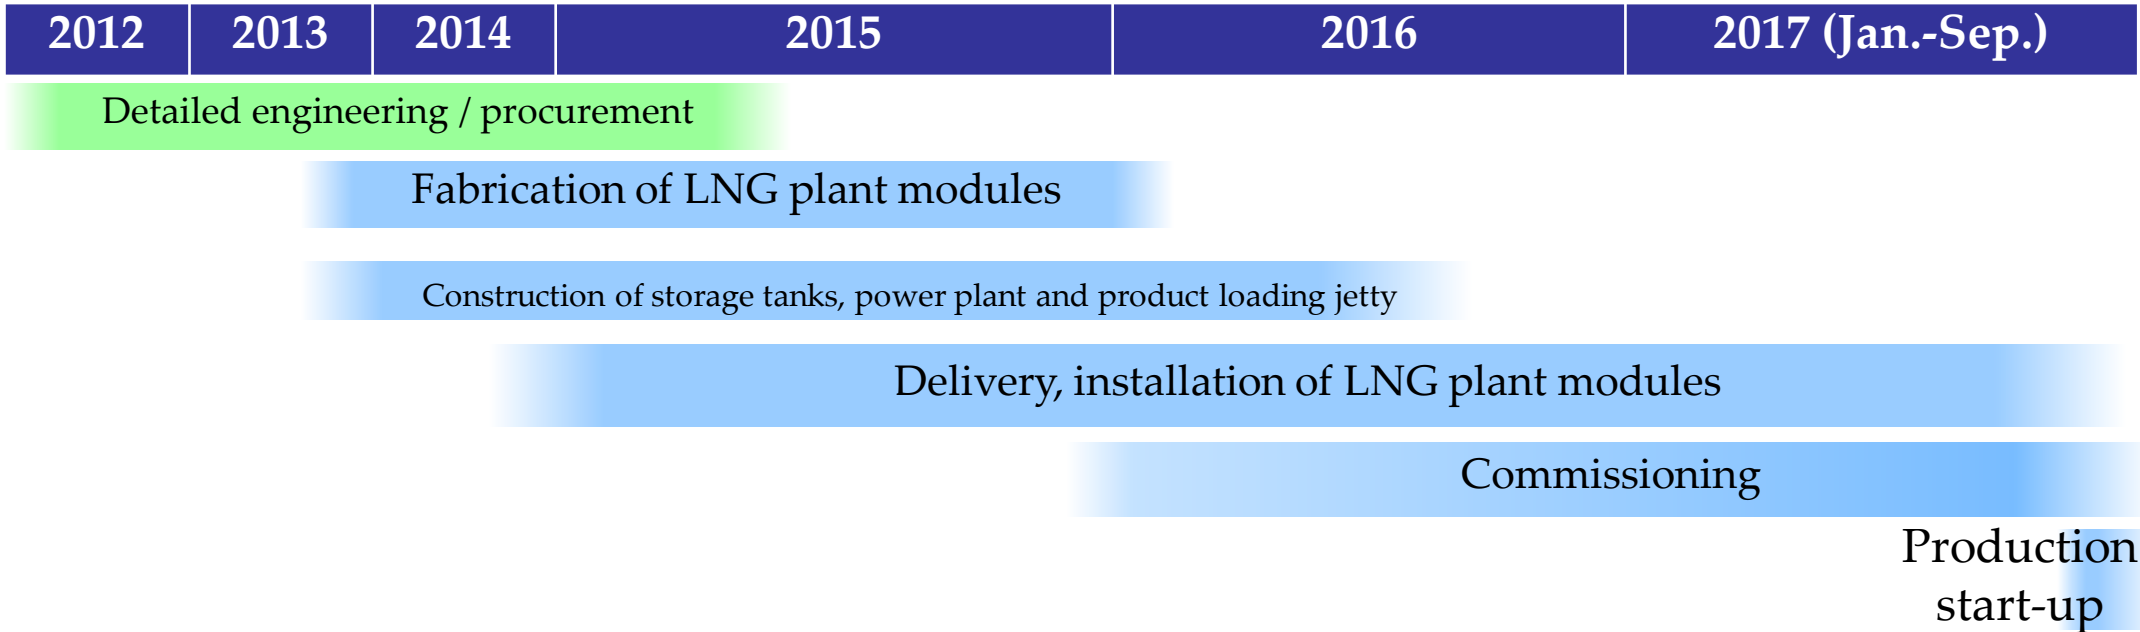 2012 2013 2014 2015 2016 2017 (Jan.-Sep.)
Detailed engineering / procurement
Fabrication of LNG plant modules
Construction of storage tanks, power plant and product loading jetty
Delivery, installation of LNG plant modules
Commissioning
Production
start-up